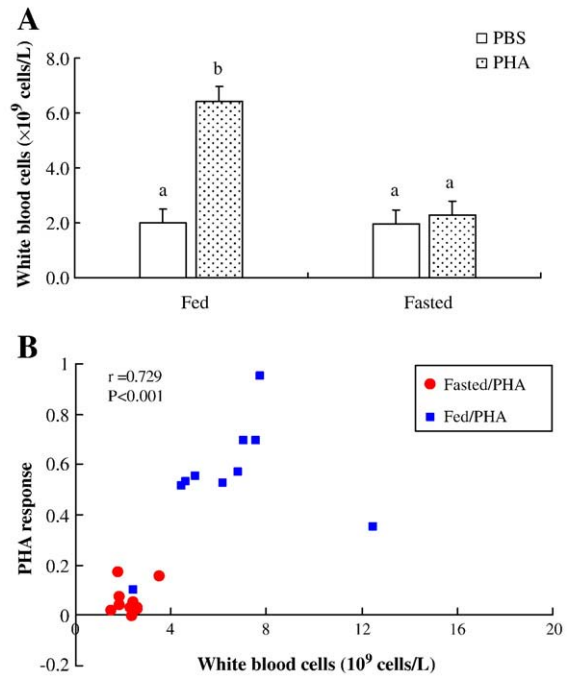 A
PBS
PHA
White blood cells (×10⁹ cells/L)
8.0
6.0
4.0
2.0
0.0
a
b
a
a
Fed
Fasted
B
r =0.729
P<0.001
Fasted/PHA
Fed/PHA
PHA response
1
0.8
0.6
0.4
0.2
0
-0.2
0
4
8
12
16
20
White blood cells (10⁹ cells/L)